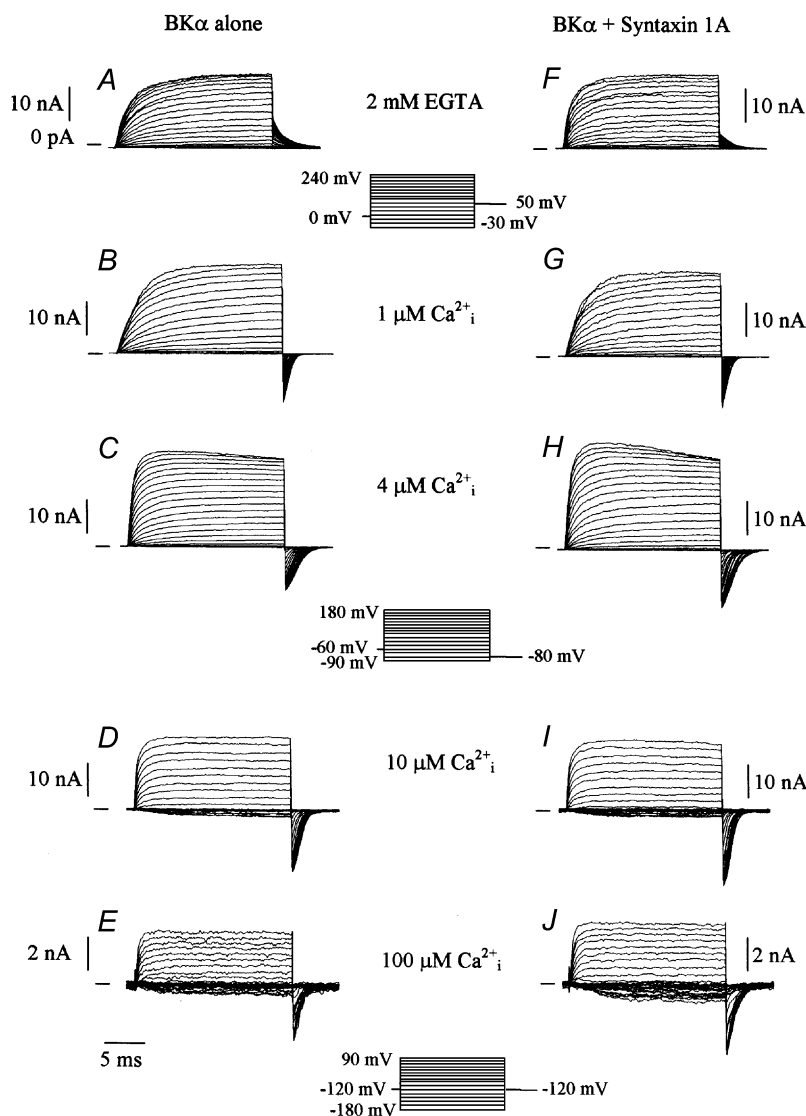 BKα alone
BKα + Syntaxin 1A
A
F
10 nA
2 mM EGTA
10 nA
0 pA
240 mV
50 mV
0 mV
-30 mV
B
G
10 nA
1 µM Ca²⁺ᵢ
10 nA
C
H
10 nA
4 µM Ca²⁺ᵢ
10 nA
180 mV
-60 mV
-90 mV
-80 mV
D
I
10 nA
10 µM Ca²⁺ᵢ
10 nA
E
J
2 nA
100 µM Ca²⁺ᵢ
2 nA
5 ms
90 mV
-120 mV
-120 mV
-180 mV